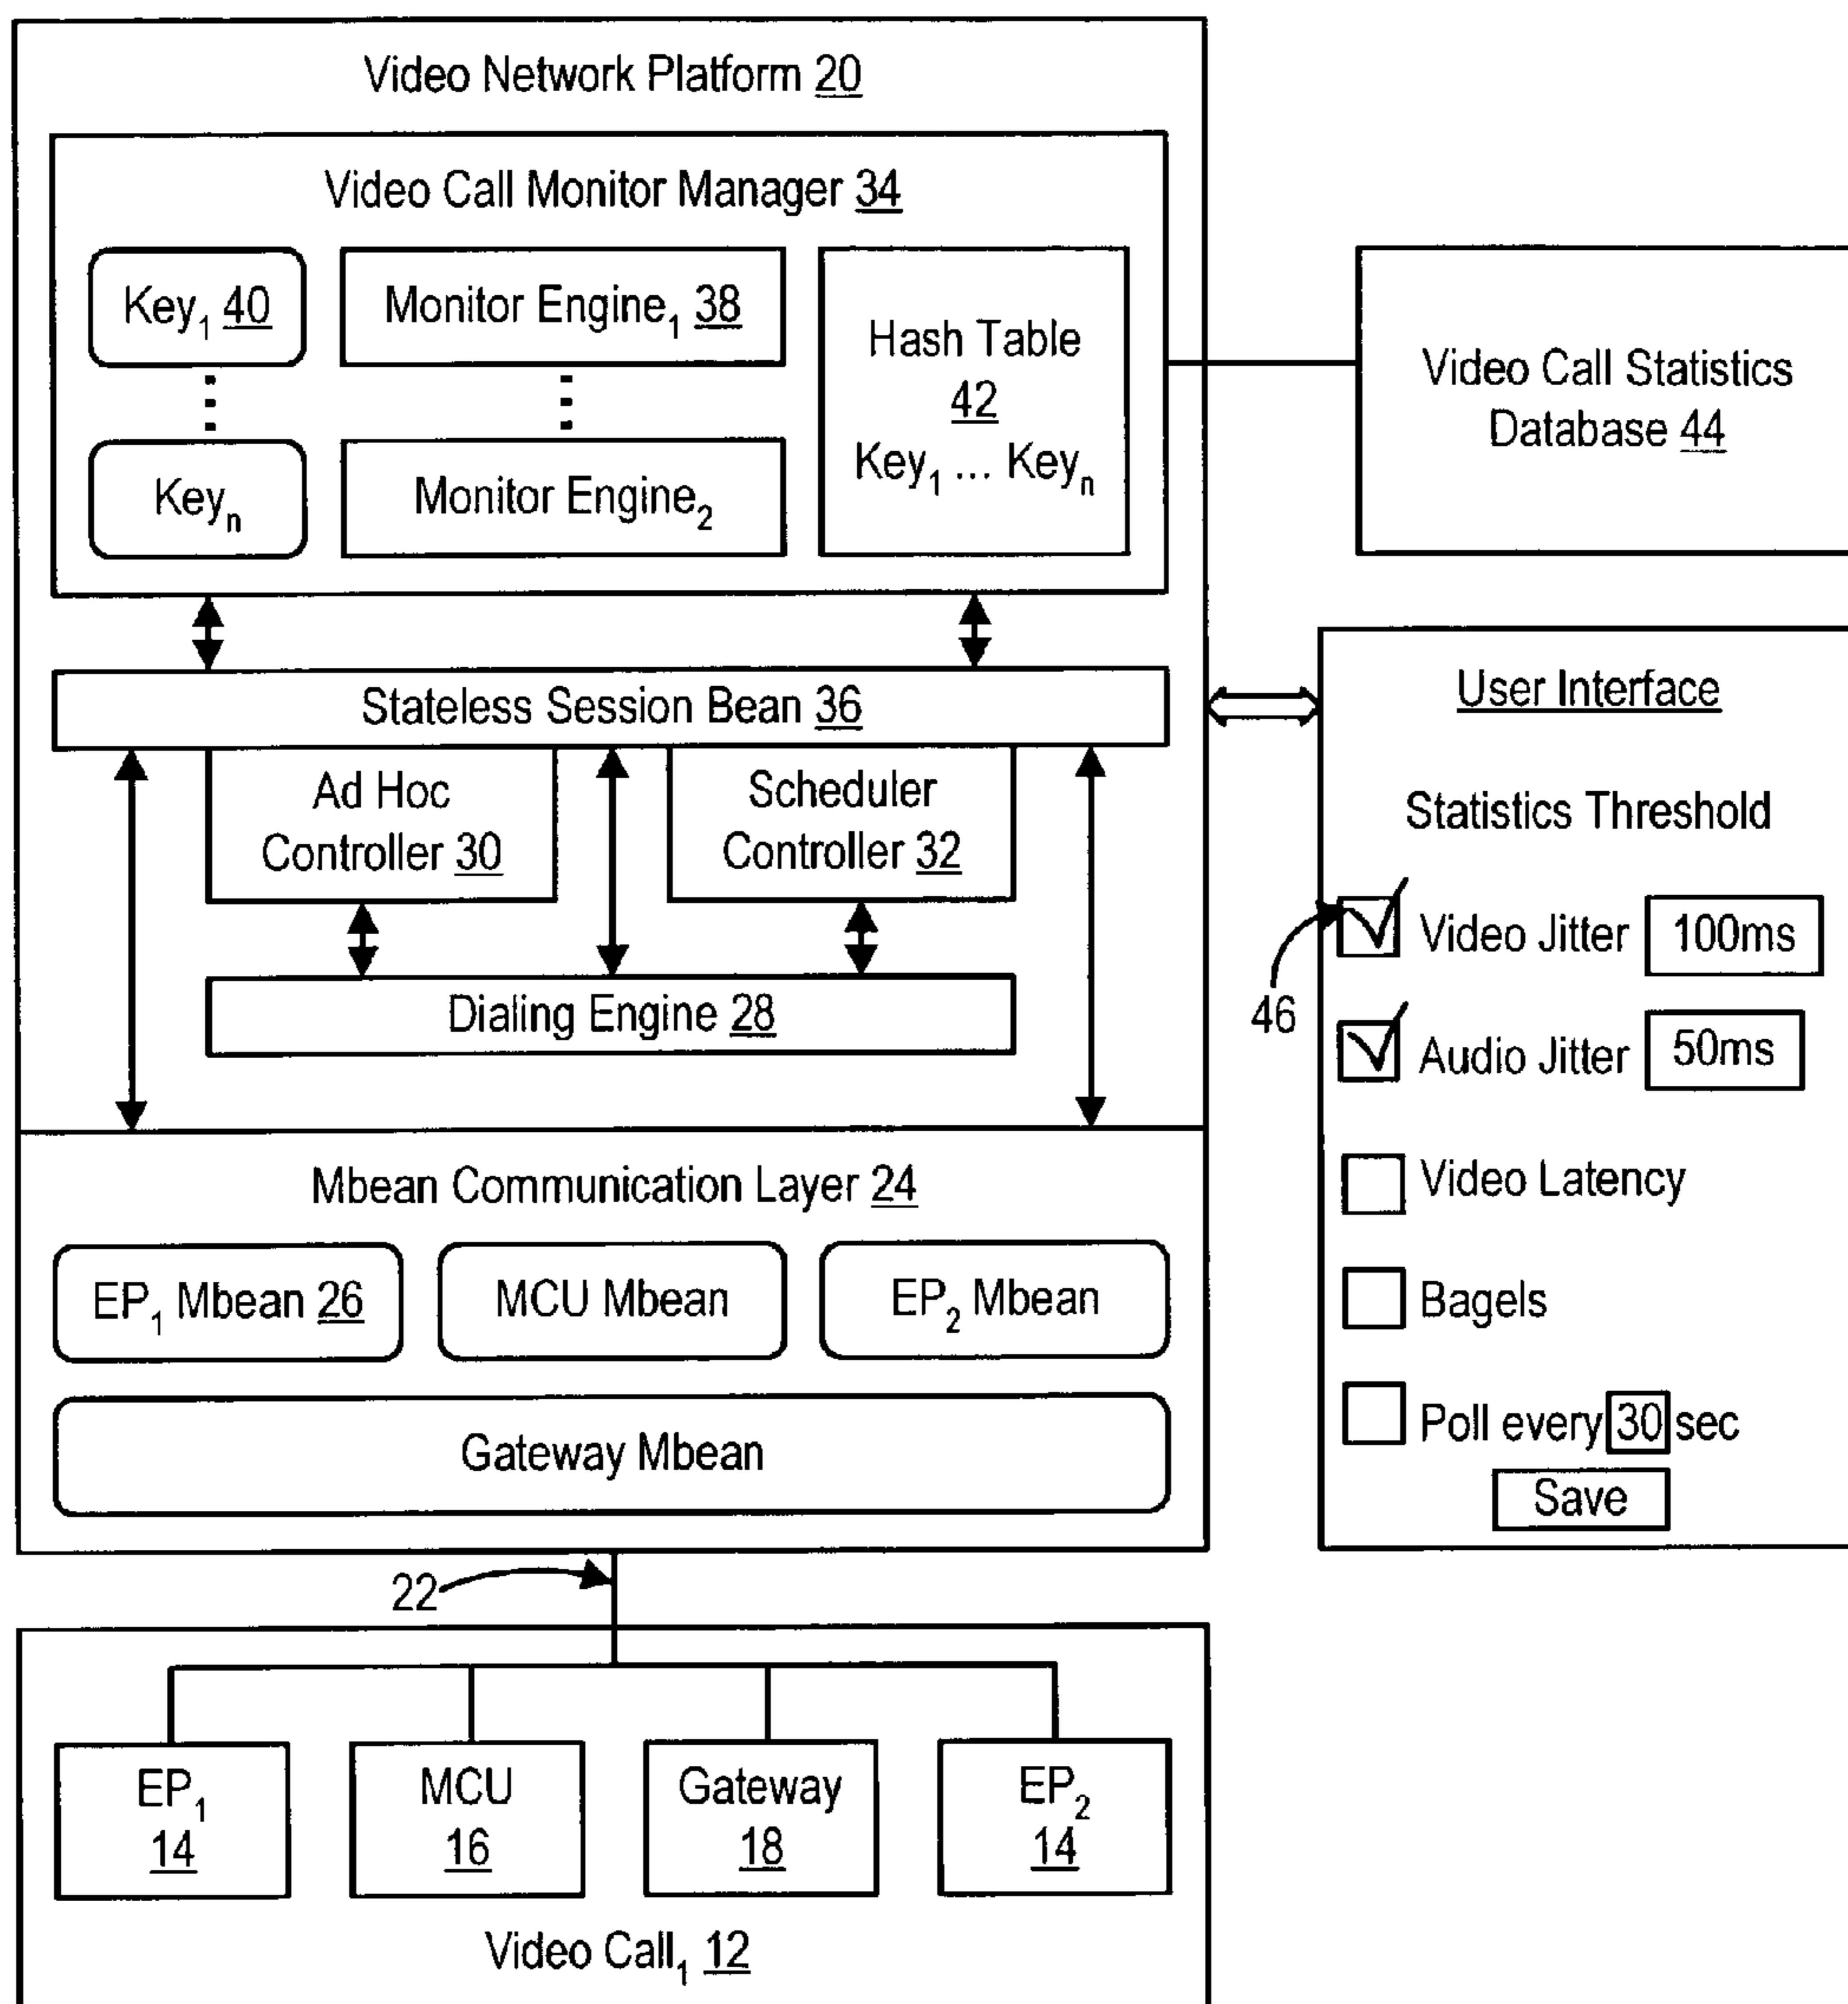 Video Network Platform 20
Video Call Monitor Manager 34
Key₁ 40
Monitor Engine₁ 38
Hash Table
42
Key₁ ... Keyₙ
Keyₙ
Monitor Engine₂
Video Call Statistics
Database 44
Stateless Session Bean 36
Ad Hoc
Controller 30
Scheduler
Controller 32
Dialing Engine 28
User Interface
Statistics Threshold
Video Jitter 100ms
46
Audio Jitter 50ms
Video Latency
Bagels
Poll every 30 sec
Save
Mbean Communication Layer 24
EP₁ Mbean 26
MCU Mbean
EP₂ Mbean
Gateway Mbean
22
EP₁
14
MCU
16
Gateway
18
EP₂
14
Video Call₁ 12